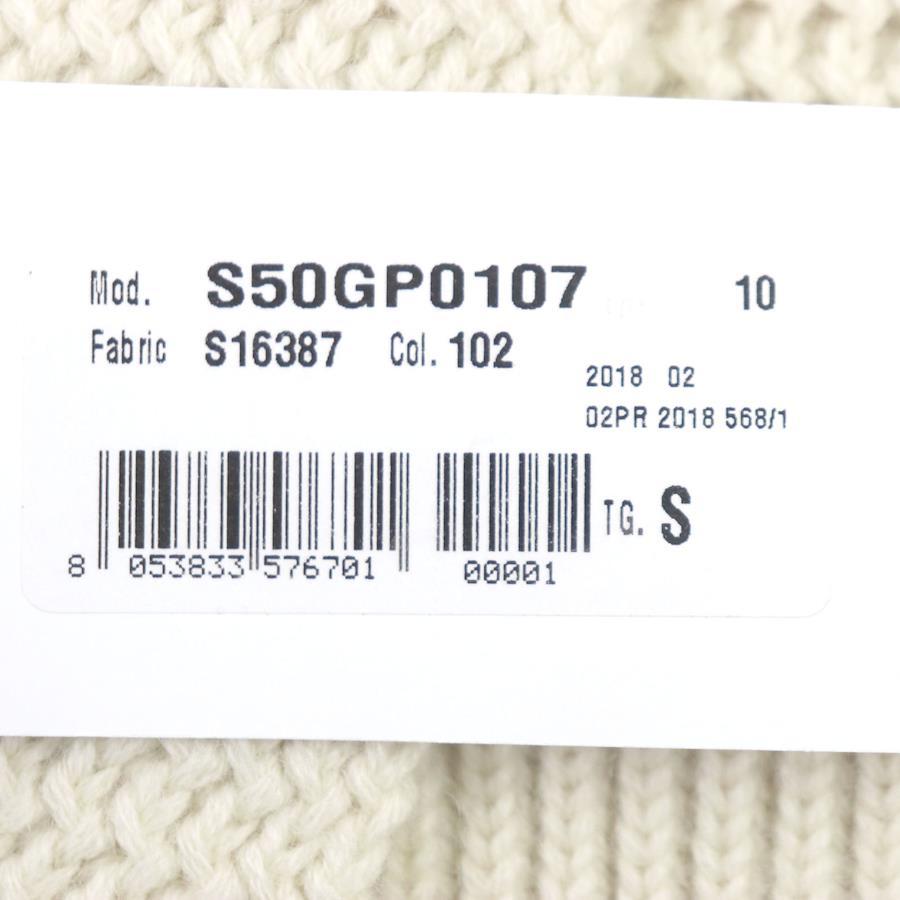 Mod. S50GP0107 10
Fabric S16387 Col. 102
2018 02
02PR 2018 568/1
TG. S
8 053833 576701 00001